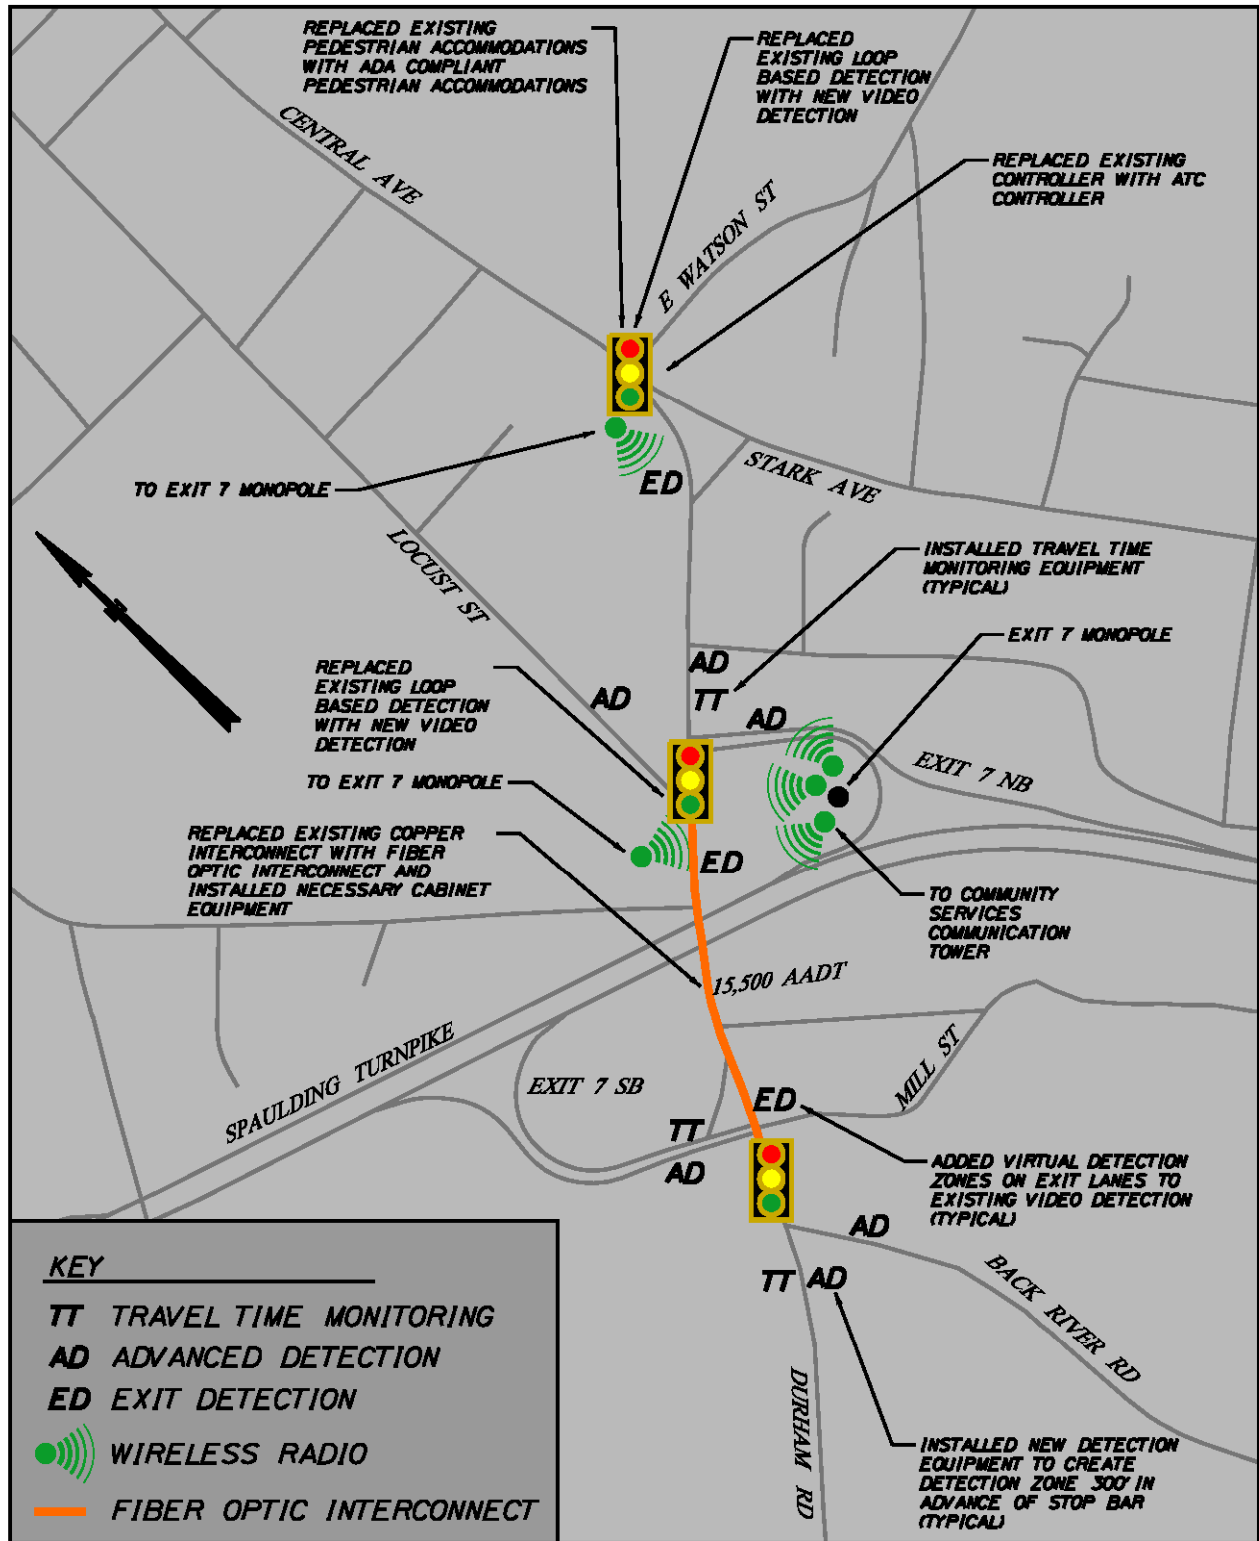 REPLACED EXISTING
PEDESTRIAN ACCOMMODATIONS
WITH ADA COMPLIANT
PEDESTRIAN ACCOMMODATIONS
REPLACED
EXISTING LOOP
BASED DETECTION
WITH NEW VIDEO
DETECTION
CENTRAL AVE
REPLACED EXISTING
CONTROLLER WITH ATC
CONTROLLER
E WATSON ST
TO EXIT 7 MONOPOLE
ED
STARK AVE
LOCUST ST
INSTALLED TRAVEL TIME
MONITORING EQUIPMENT
(TYPICAL)
EXIT 7 MONOPOLE
REPLACED
EXISTING LOOP
BASED DETECTION
WITH NEW VIDEO
DETECTION
AD
AD
TT
AD
EXIT 7 NB
TO EXIT 7 MONOPOLE
REPLACED EXISTING COPPER
INTERCONNECT WITH FIBER
OPTIC INTERCONNECT AND
INSTALLED NECESSARY CABINET
EQUIPMENT
ED
TO COMMUNITY
SERVICES
COMMUNICATION
TOWER
15,500 AADT
SPAULDING TURNPIKE
EXIT 7 SB
MILL ST
ED
TT
AD
ADDED VIRTUAL DETECTION
ZONES ON EXIT LANES TO
EXISTING VIDEO DETECTION
(TYPICAL)
AD
TT AD
BACK RIVER RD
DURHAM RD
INSTALLED NEW DETECTION
EQUIPMENT TO CREATE
DETECTION ZONE 300' IN
ADVANCE OF STOP BAR
(TYPICAL)
KEY
TT TRAVEL TIME MONITORING
AD ADVANCED DETECTION
ED EXIT DETECTION
WIRELESS RADIO
FIBER OPTIC INTERCONNECT